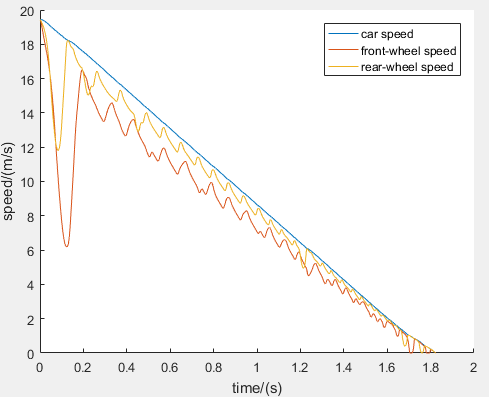 20
18
16
14
12
10
8
6
4
2
0
speed/(m/s)
car speed
front-wheel speed
rear-wheel speed
0 0.2 0.4 0.6 0.8 1 1.2 1.4 1.6 1.8 2
time/(s)